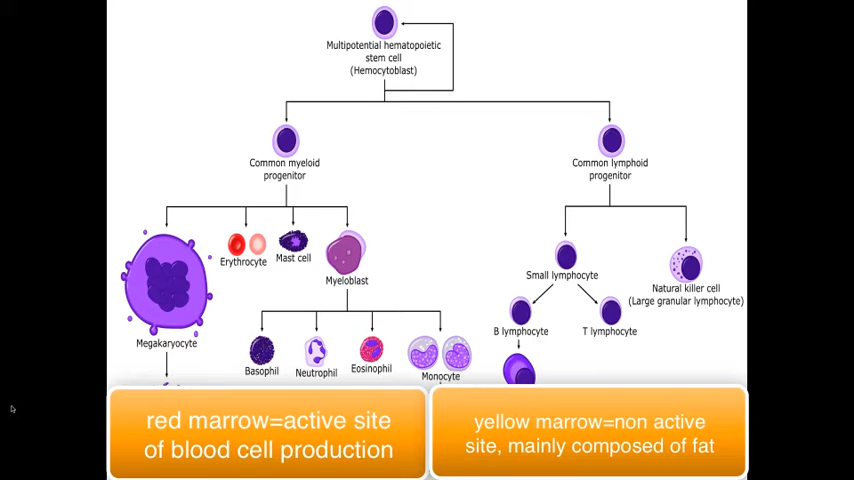 Multipotential hematopoietic
stem cell
(Hemocytoblast)
Common myeloid
progenitor
Common lymphoid
progenitor
Erythrocyte
Mast cell
Myeloblast
Small lymphocyte
Natural killer cell
(Large granular lymphocyte)
Megakaryocyte
B lymphocyte
T lymphocyte
Basophil
Neutrophil
Eosinophil
Monocyte
red marrow=active site
of blood cell production
yellow marrow=non active
site, mainly composed of fat